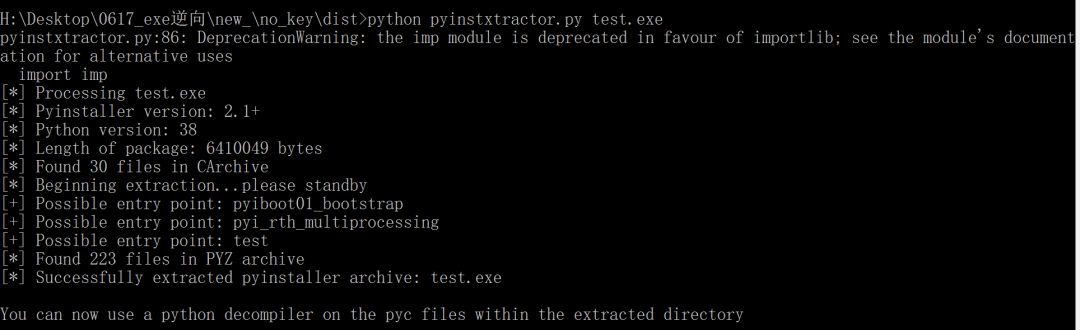 H:\Desktop\0617_exe逆向\new_\no_key\dist>python pyinstxtractor.py test.exe
pyinstxtractor.py:86: DeprecationWarning: the imp module is deprecated in favour of importlib; see the module's document
ation for alternative uses
  import imp
[*] Processing test.exe
[*] Pyinstaller version: 2.1+
[*] Python version: 38
[*] Length of package: 6410049 bytes
[*] Found 30 files in CArchive
[*] Beginning extraction...please standby
[+] Possible entry point: pyiboot01_bootstrap
[+] Possible entry point: pyi_rth_multiprocessing
[+] Possible entry point: test
[*] Found 223 files in PYZ archive
[*] Successfully extracted pyinstaller archive: test.exe

You can now use a python decompiler on the pyc files within the extracted directory